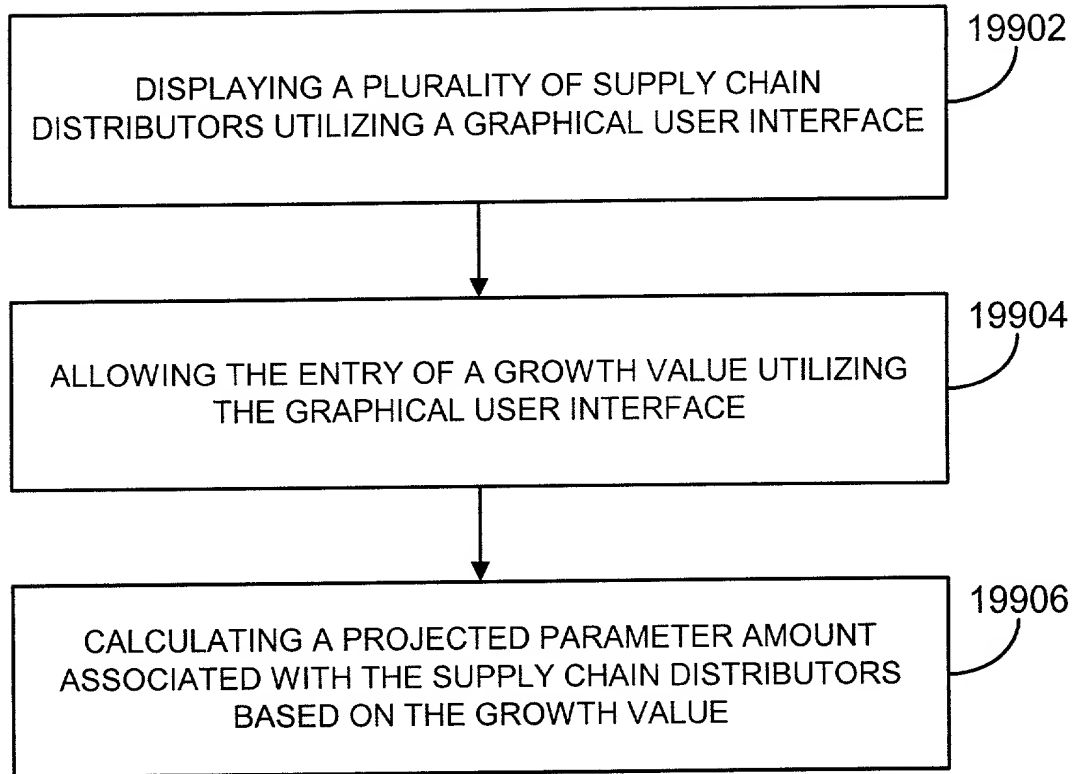 19902
DISPLAYING A PLURALITY OF SUPPLY CHAIN
DISTRIBUTORS UTILIZING A GRAPHICAL USER INTERFACE
19904
ALLOWING THE ENTRY OF A GROWTH VALUE UTILIZING
THE GRAPHICAL USER INTERFACE
19906
CALCULATING A PROJECTED PARAMETER AMOUNT
ASSOCIATED WITH THE SUPPLY CHAIN DISTRIBUTORS
BASED ON THE GROWTH VALUE